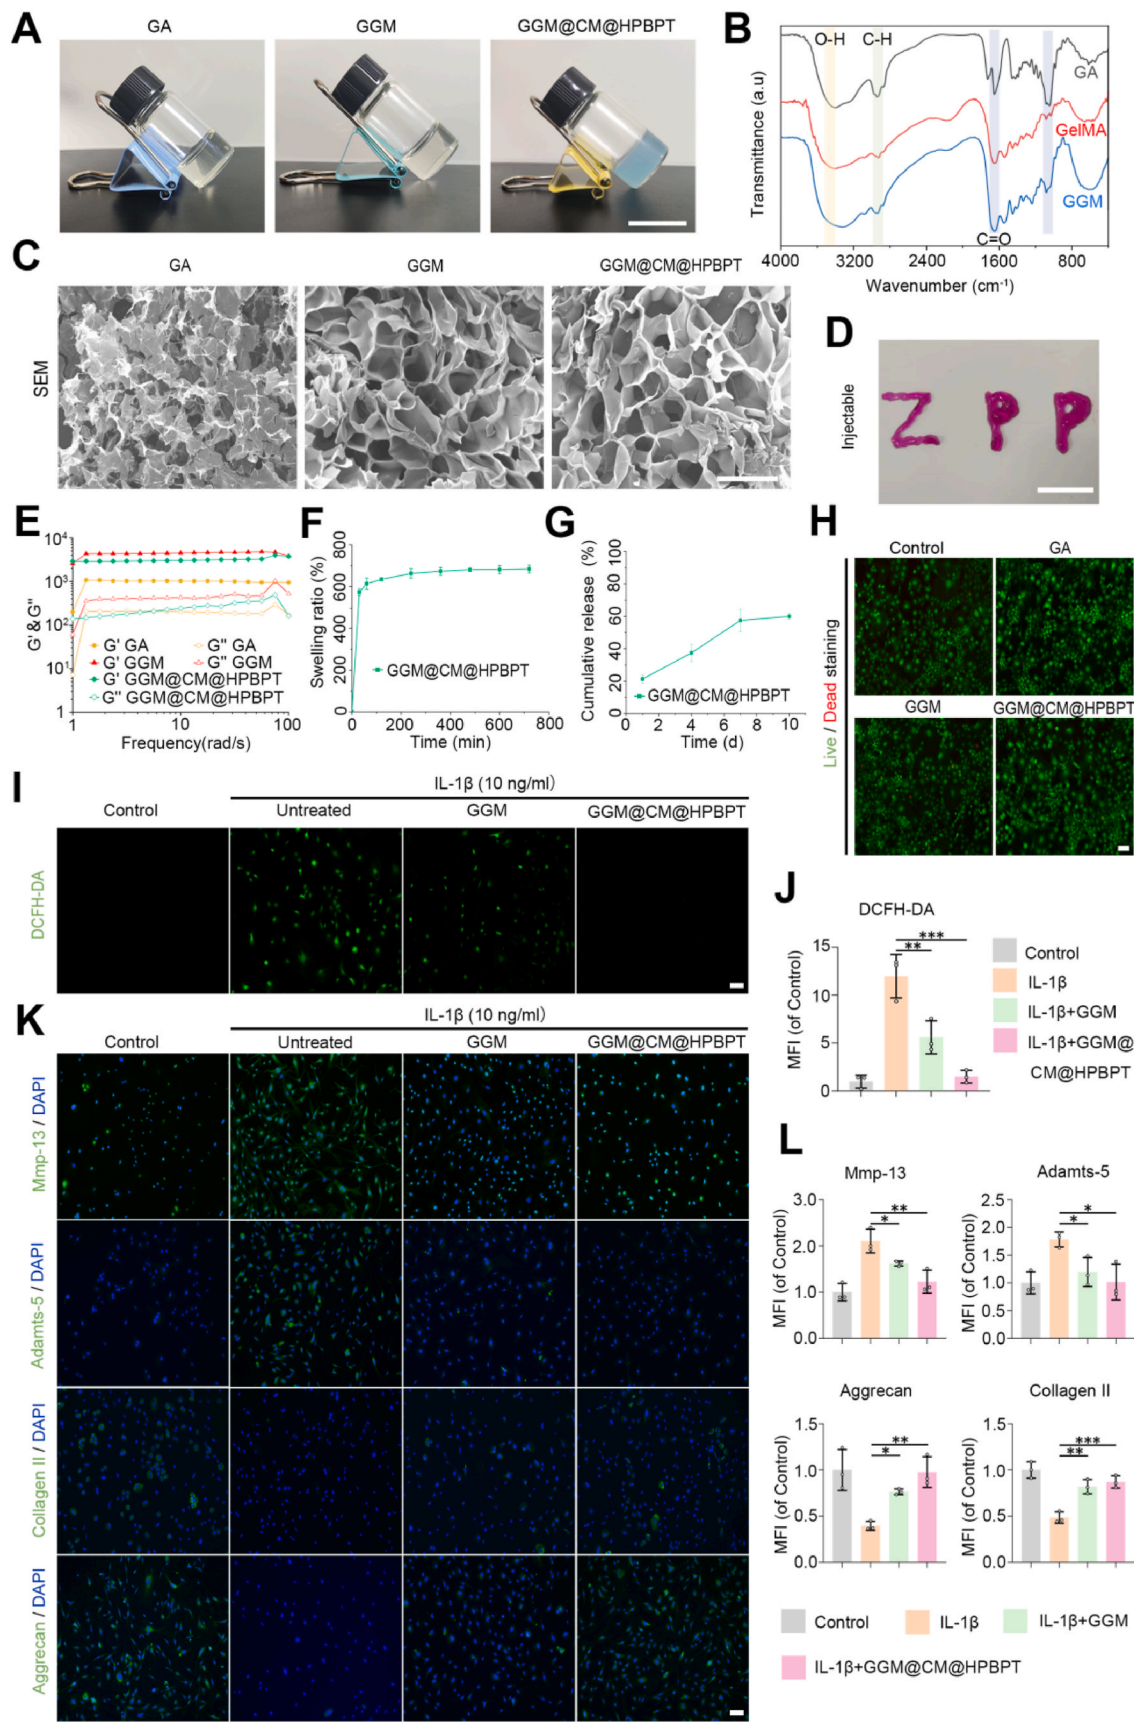 A
GA
GGM
GGM@CM@HPBPT
B
O-H
C-H
GA
GelMA
GGM
C=O
Transmittance (a.u)
4000
3200
2400
1600
800
Wavenumber (cm⁻¹)
C
GA
GGM
GGM@CM@HPBPT
SEM
D
Injectable
Z P P
E
G' & G''
10⁴
10³
10²
10¹
1
G' GA
G'' GA
G' GGM
G'' GGM
G' GGM@CM@HPBPT
G'' GGM@CM@HPBPT
1
10
100
Frequency(rad/s)
F
Swelling ratio (%)
800
600
400
200
0
GGM@CM@HPBPT
0
200
400
600
800
Time (min)
G
Cumulative release (%)
100
80
60
40
20
0
GGM@CM@HPBPT
0
2
4
6
8
10
Time (d)
H
Control
GA
GGM
GGM@CM@HPBPT
Live / Dead staining
I
IL-1β (10 ng/ml)
Control
Untreated
GGM
GGM@CM@HPBPT
DCFH-DA
J
DCFH-DA
MFI (of Control)
15
10
5
0
***
**
Control
IL-1β
IL-1β+GGM
IL-1β+GGM@
CM@HPBPT
K
IL-1β (10 ng/ml)
Control
Untreated
GGM
GGM@CM@HPBPT
Mmp-13 / DAPI
Adamts-5 / DAPI
Collagen II / DAPI
Aggrecan / DAPI
L
Mmp-13
MFI (of Control)
3.0
2.0
1.0
0.0
**
*
Adamts-5
MFI (of Control)
2.5
2.0
1.5
1.0
0.5
0.0
*
*
Aggrecan
MFI (of Control)
1.5
1.0
0.5
0.0
**
*
Collagen II
MFI (of Control)
1.5
1.0
0.5
0.0
***
**
Control
IL-1β
IL-1β+GGM
IL-1β+GGM@CM@HPBPT